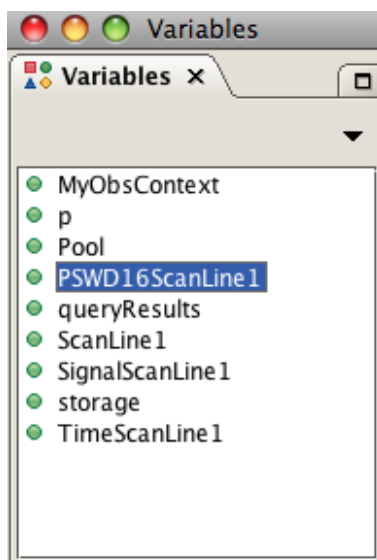 Variables
Variables
MyObsContext
p
Pool
PSWD16ScanLine1
queryResults
ScanLine1
SignalScanLine1
storage
TimeScanLine1